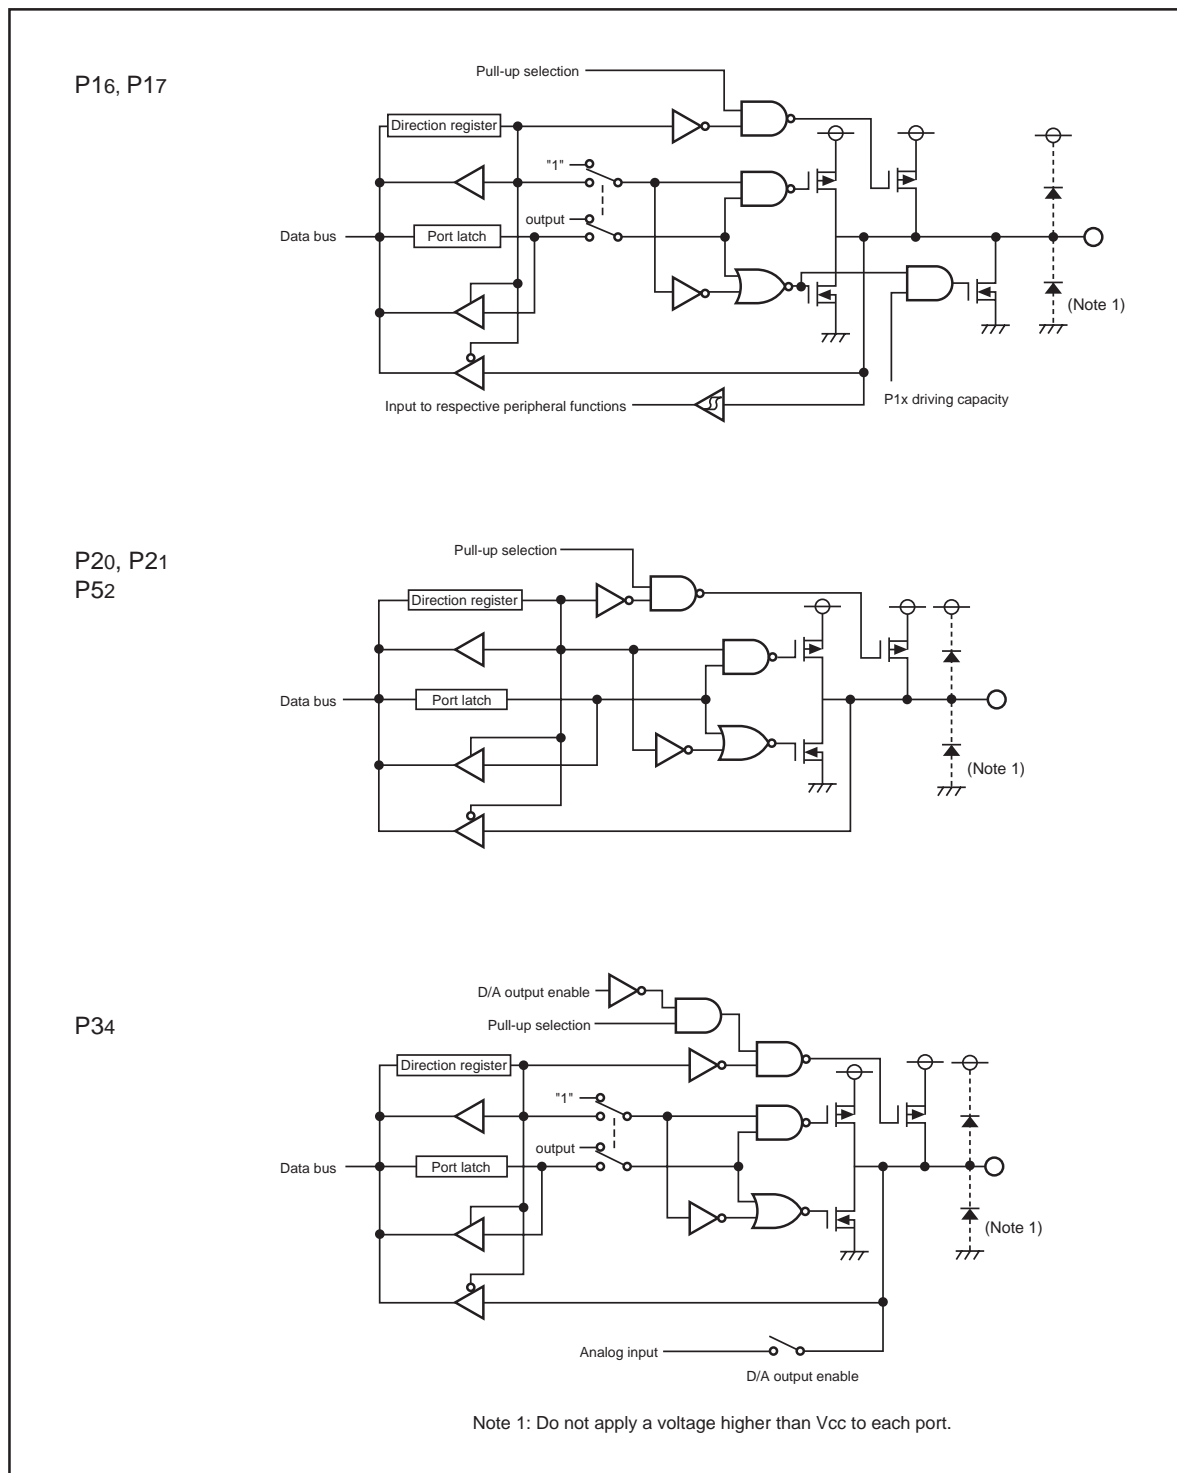 P16, P17
Pull-up selection
Direction register
"1"
output
Data bus
Port latch
(Note 1)
Input to respective peripheral functions
P1x driving capacity
P20, P21
P52
Pull-up selection
Direction register
Data bus
Port latch
(Note 1)
P34
D/A output enable
Pull-up selection
Direction register
"1"
output
Data bus
Port latch
(Note 1)
Analog input
D/A output enable
Note 1: Do not apply a voltage higher than Vcc to each port.